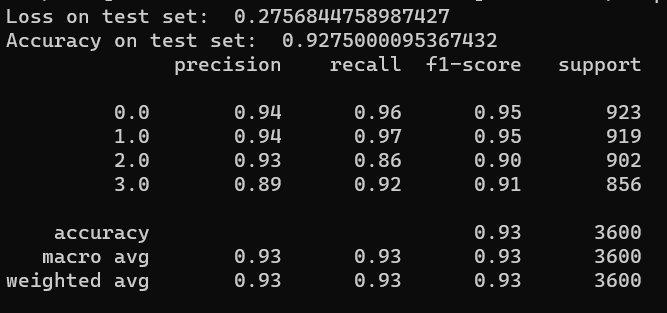 Loss on test set:  0.2756844758987427
Accuracy on test set:  0.9275000095367432
              precision    recall  f1-score   support

         0.0       0.94      0.96      0.95       923
         1.0       0.94      0.97      0.95       919
         2.0       0.93      0.86      0.90       902
         3.0       0.89      0.92      0.91       856

    accuracy                           0.93      3600
   macro avg       0.93      0.93      0.93      3600
weighted avg       0.93      0.93      0.93      3600